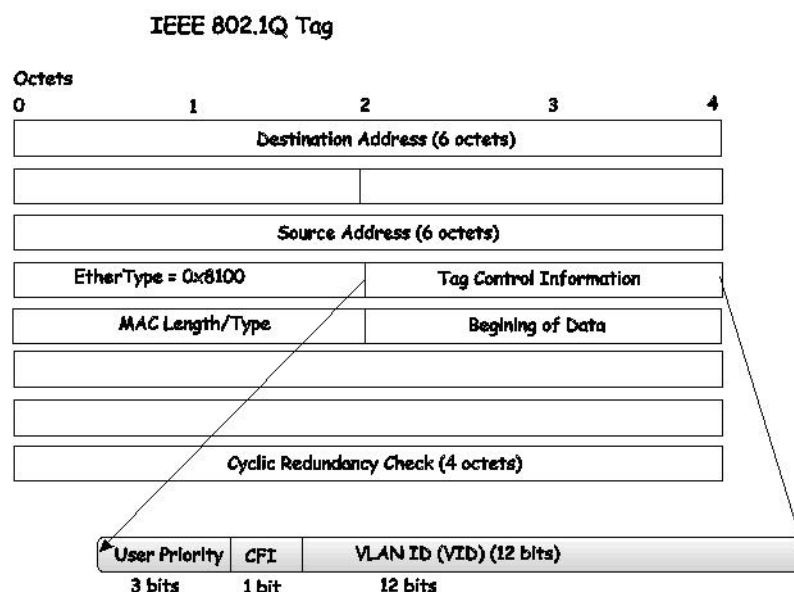 IEEE 802.1Q Tag
Octets
0 1 2 3 4
Destination Address (6 octets)
Source Address (6 octets)
EtherType = 0x8100 Tag Control Information
MAC Length/Type Begining of Data
Cyclic Redundancy Check (4 octets)
User Priority CFI VLAN ID (VID) (12 bits)
3 bits 1 bit 12 bits